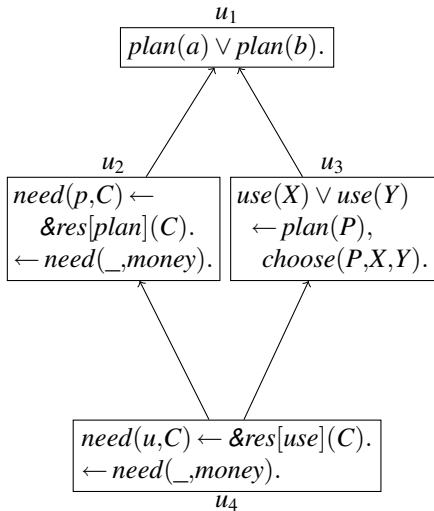 u₁
plan(a) ∨ plan(b).
u₂
need(p,C) ←
&res[plan](C).
← need(_,money).
u₃
use(X) ∨ use(Y)
← plan(P),
choose(P,X,Y).
need(u,C) ← &res[use](C).
← need(_,money).
u₄